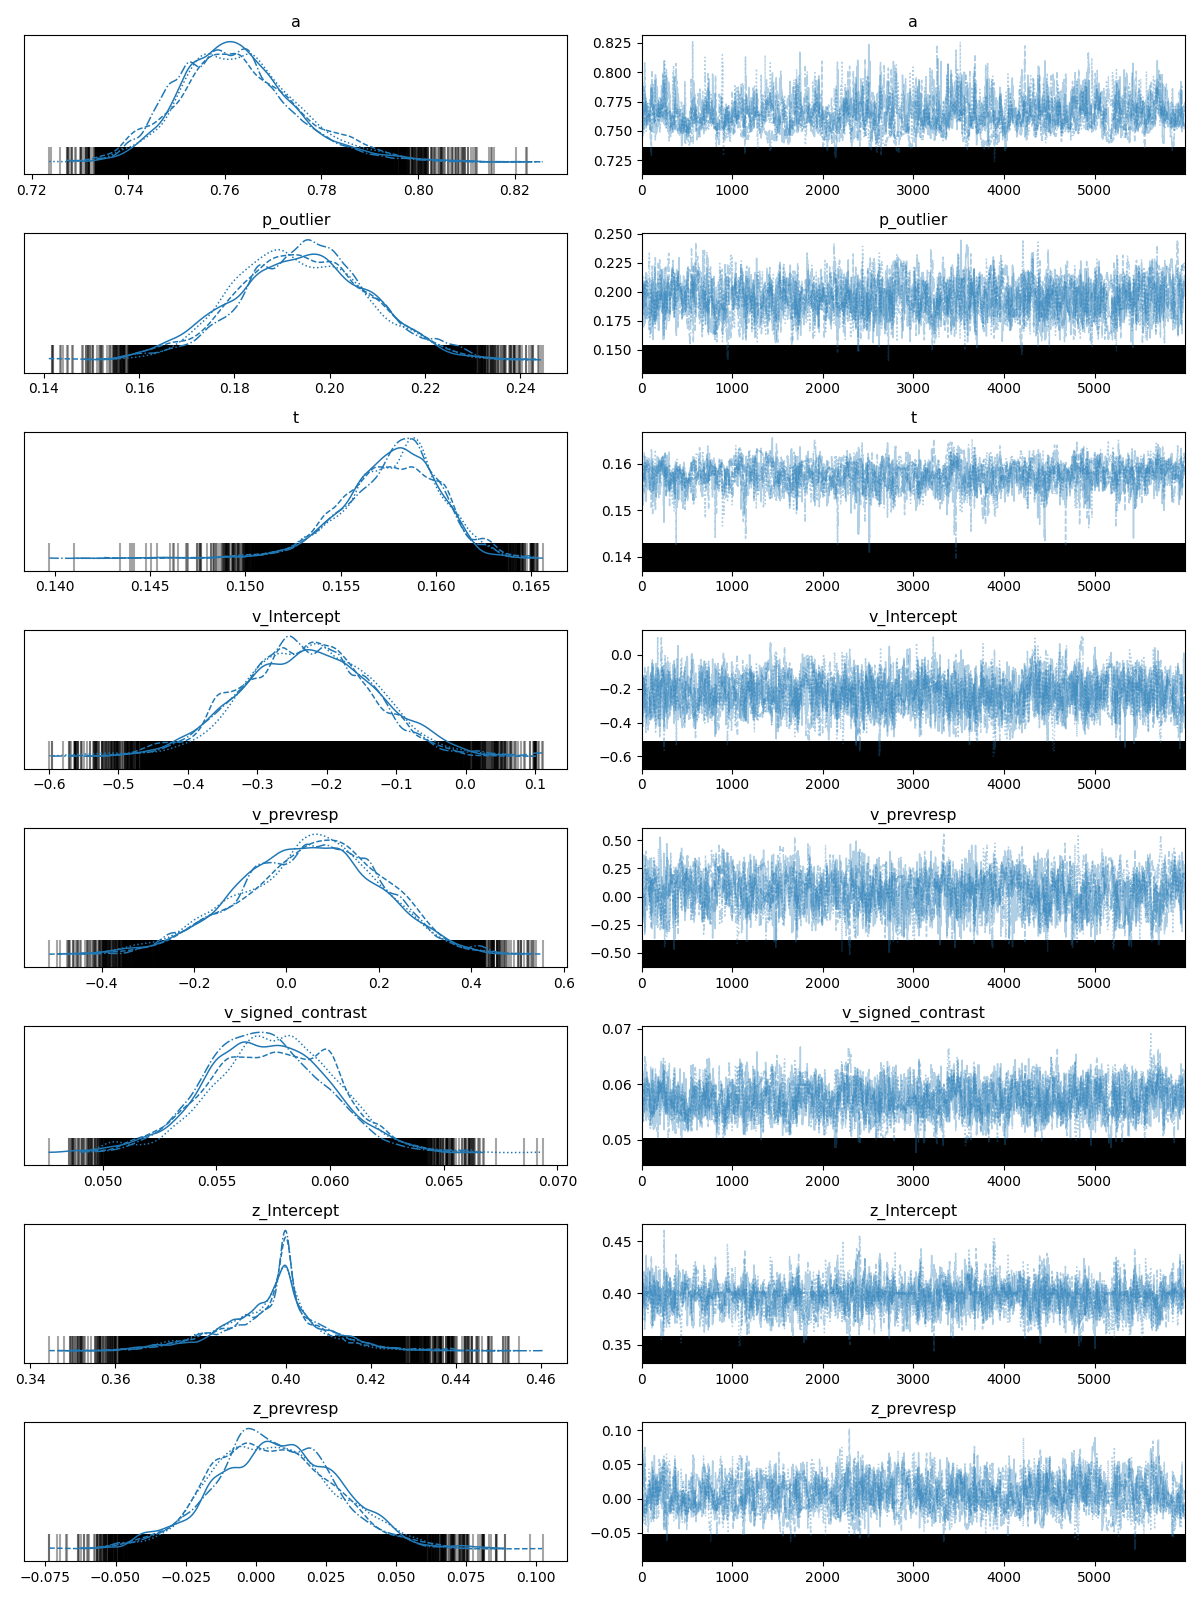 a a
0.72 0.74 0.76 0.78 0.80 0.82
0.825
0.800
0.775
0.750
0.725
0 1000 2000 3000 4000 5000
p_outlier p_outlier
0.14 0.16 0.18 0.20 0.22 0.24
0.250
0.225
0.200
0.175
0.150
0 1000 2000 3000 4000 5000
t t
0.140 0.145 0.150 0.155 0.160 0.165
0.16
0.15
0.14
0 1000 2000 3000 4000 5000
v_Intercept v_Intercept
−0.6 −0.5 −0.4 −0.3 −0.2 −0.1 0.0 0.1
0.0
−0.2
−0.4
−0.6
0 1000 2000 3000 4000 5000
v_prevresp v_prevresp
−0.4 −0.2 0.0 0.2 0.4 0.6
0.50
0.25
0.00
−0.25
−0.50
0 1000 2000 3000 4000 5000
v_signed_contrast v_signed_contrast
0.050 0.055 0.060 0.065 0.070
0.07
0.06
0.05
0 1000 2000 3000 4000 5000
z_Intercept z_Intercept
0.34 0.36 0.38 0.40 0.42 0.44 0.46
0.45
0.40
0.35
0 1000 2000 3000 4000 5000
z_prevresp z_prevresp
−0.075 −0.050 −0.025 0.000 0.025 0.050 0.075 0.100
0.10
0.05
0.00
−0.05
0 1000 2000 3000 4000 5000